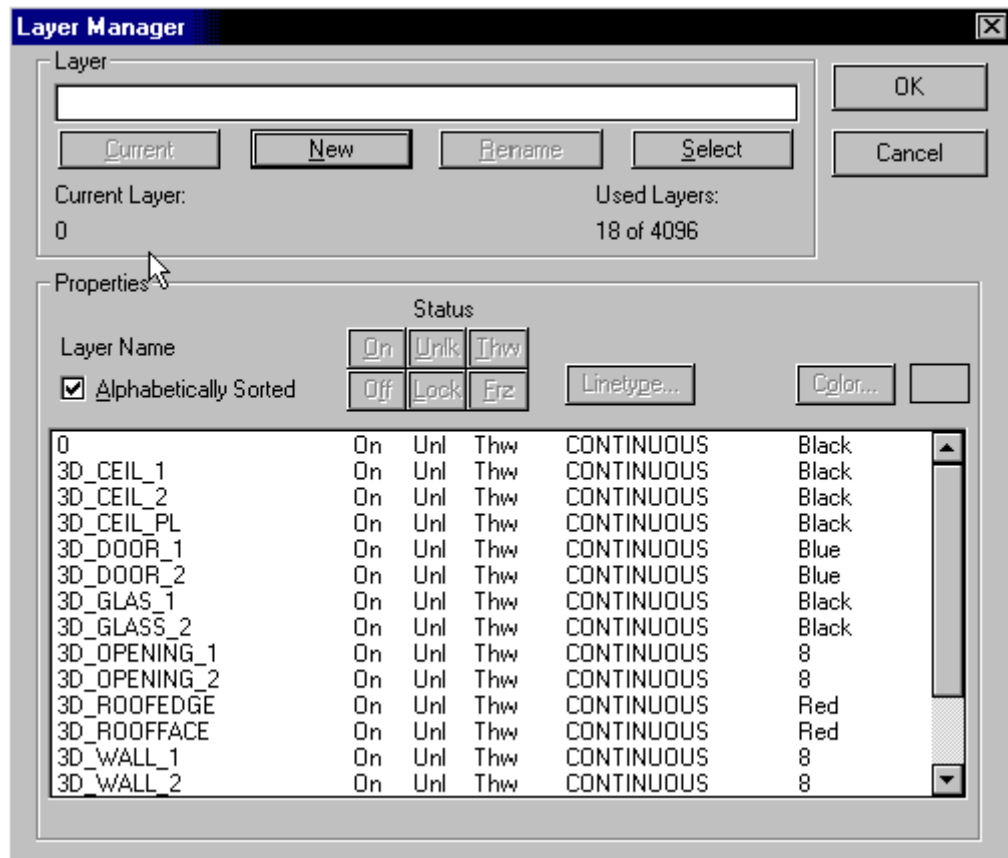 Layer Manager
Layer
OK
Current New Rename Select
Cancel
Current Layer: Used Layers:
0 18 of 4096
Properties
Status
Layer Name On Unlk Thw
Alphabetically Sorted Off Lock Frz Linetype... Color...
0 On Unl Thw CONTINUOUS Black
3D_CEIL_1 On Unl Thw CONTINUOUS Black
3D_CEIL_2 On Unl Thw CONTINUOUS Black
3D_CEIL_PL On Unl Thw CONTINUOUS Black
3D_DOOR_1 On Unl Thw CONTINUOUS Blue
3D_DOOR_2 On Unl Thw CONTINUOUS Blue
3D_GLAS_1 On Unl Thw CONTINUOUS Black
3D_GLASS_2 On Unl Thw CONTINUOUS Black
3D_OPENING_1 On Unl Thw CONTINUOUS 8
3D_OPENING_2 On Unl Thw CONTINUOUS 8
3D_ROOFEDGE On Unl Thw CONTINUOUS Red
3D_ROOFFACE On Unl Thw CONTINUOUS Red
3D_WALL_1 On Unl Thw CONTINUOUS 8
3D_WALL_2 On Unl Thw CONTINUOUS 8